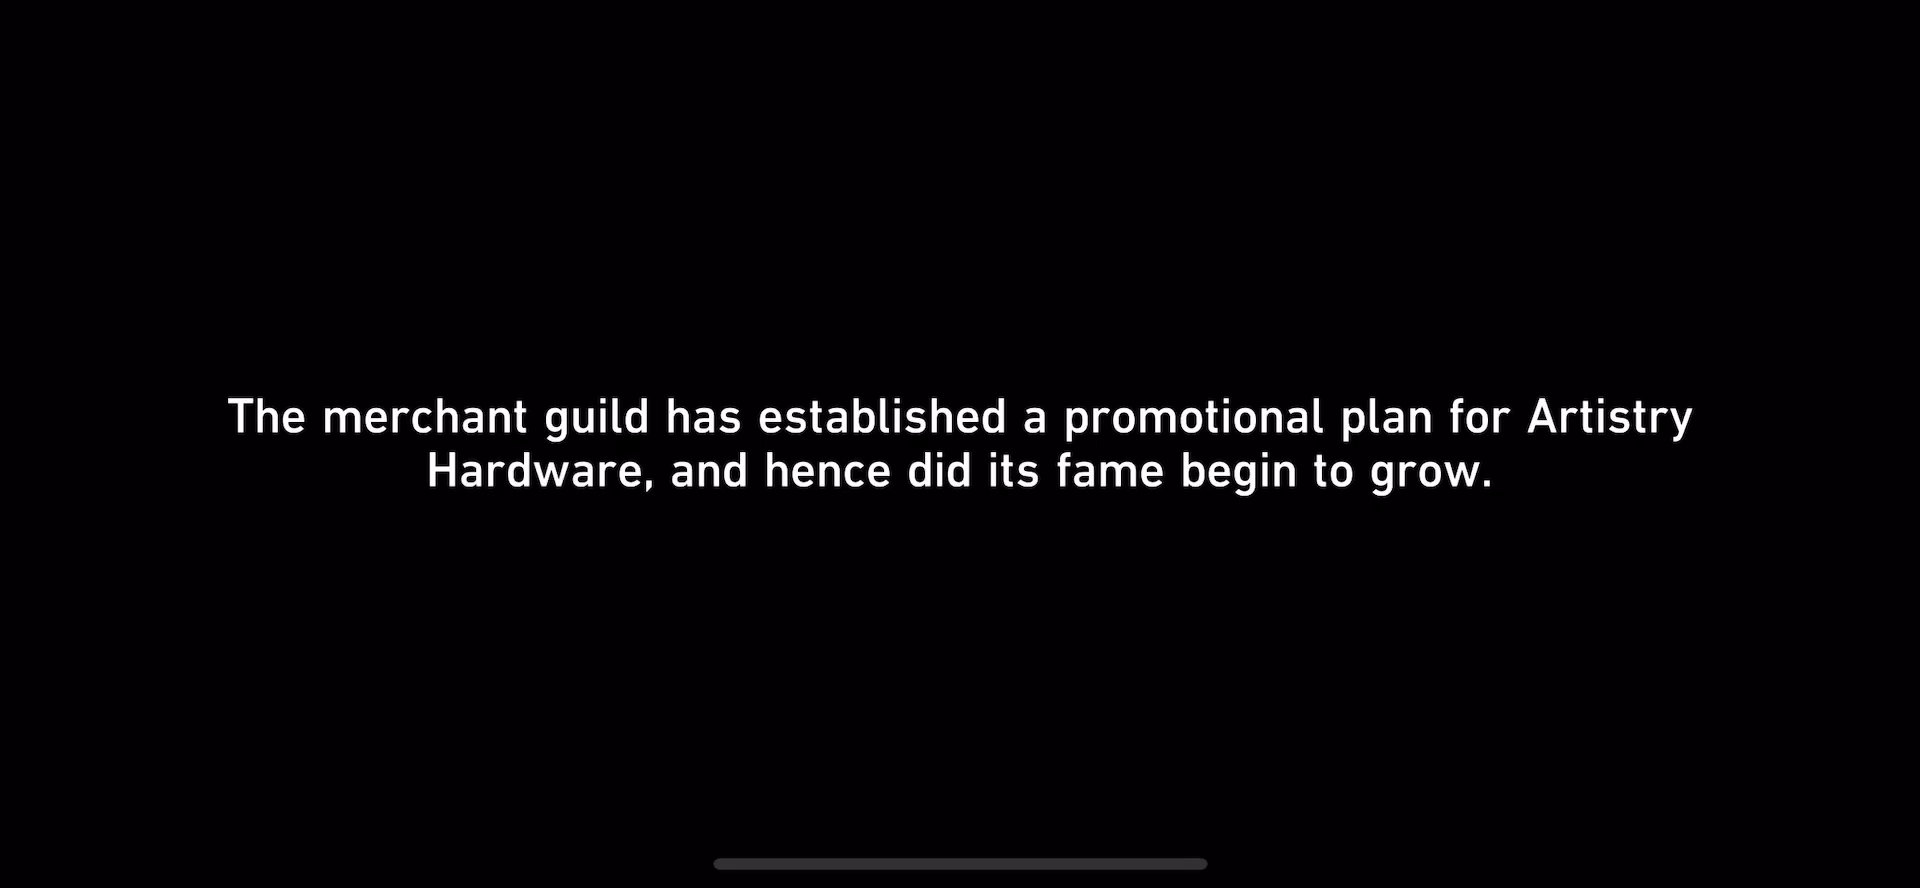 The merchant guild has established a promotional plan for Artistry
Hardware, and hence did its fame begin to grow.